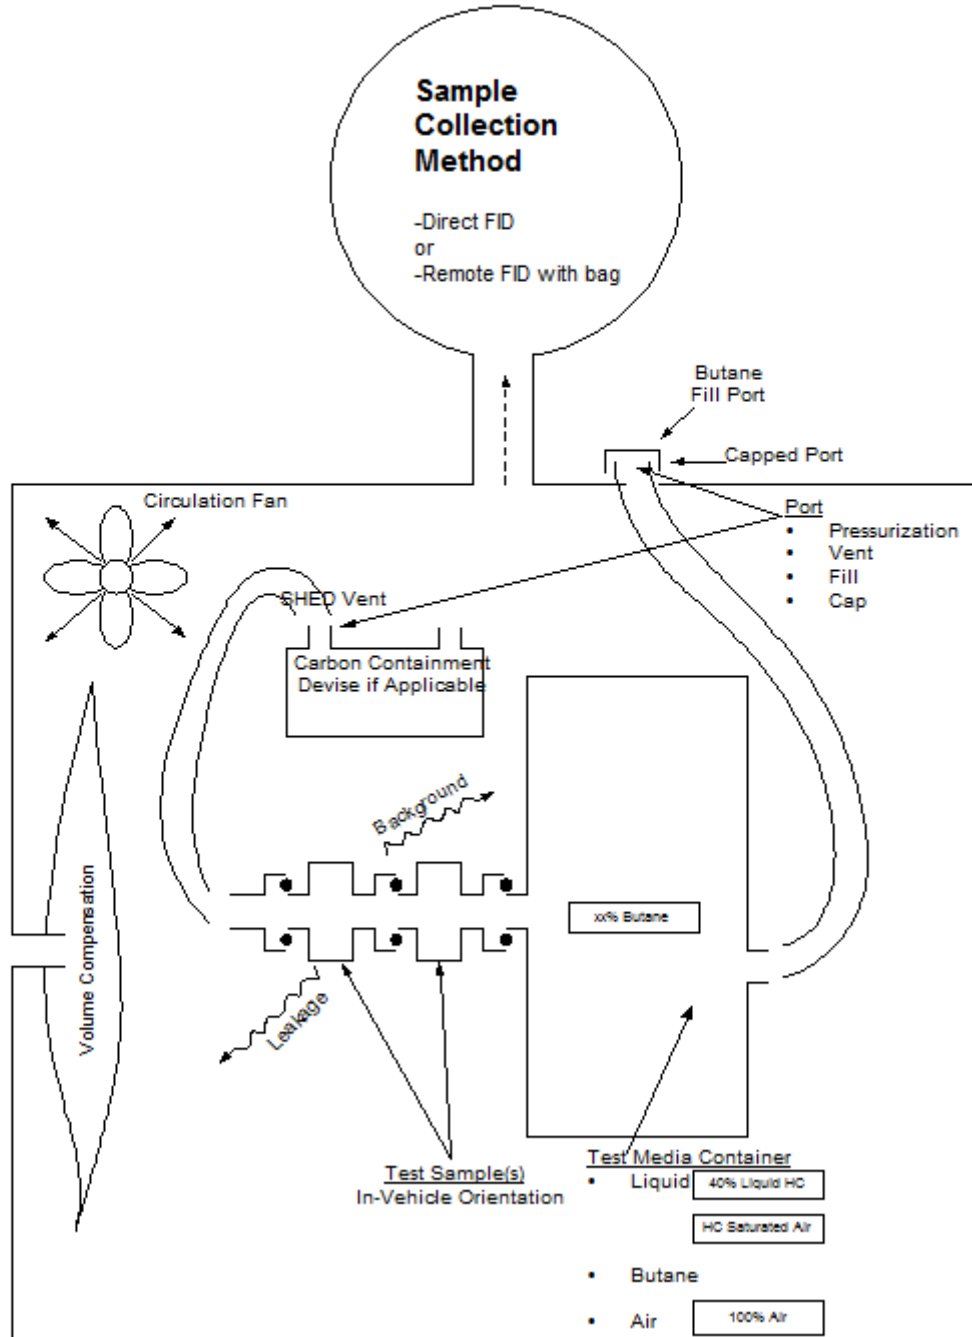 Sample
Collection
Method
-Direct FID
or
-Remote FID with bag
Butane
Fill Port
Capped Port
Circulation Fan
Port
• Pressurization
• Vent
• Fill
• Cap
SHED Vent
Carbon Containment
Devise if Applicable
Background
Volume Compensation
xx% Butane
Leakage
Test Sample(s)
In-Vehicle Orientation
Test Media Container
• Liquid 40% Liquid HC
HC Saturated Air
• Butane
• Air 100% Air